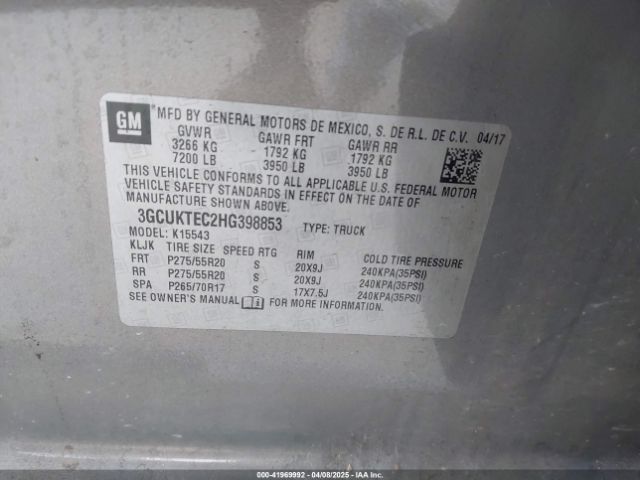 GM MFD BY GENERAL MOTORS DE MEXICO, S. DE R.L. DE C.V. 04/17
GVWR GAWR FRT GAWR RR
3266 KG 1792 KG 1792 KG
7200 LB 3950 LB 3950 LB
THIS VEHICLE CONFORMS TO ALL APPLICABLE U.S. FEDERAL MOTOR
VEHICLE SAFETY STANDARDS IN EFFECT ON THE DATE OF
MANUFACTURE SHOWN ABOVE.
3GCUKTEC2HG398853 TYPE: TRUCK
MODEL: K15543
KLJK TIRE SIZE SPEED RTG RIM COLD TIRE PRESSURE
FRT P275/55R20 S 20X9J 240KPA(35PSI)
RR P275/55R20 S 20X9J 240KPA(35PSI)
SPA P265/70R17 S 17X7.5J 240KPA(35PSI)
SEE OWNER'S MANUAL FOR MORE INFORMATION.
000-41969992 - 04/08/2025 - IAAI.COM